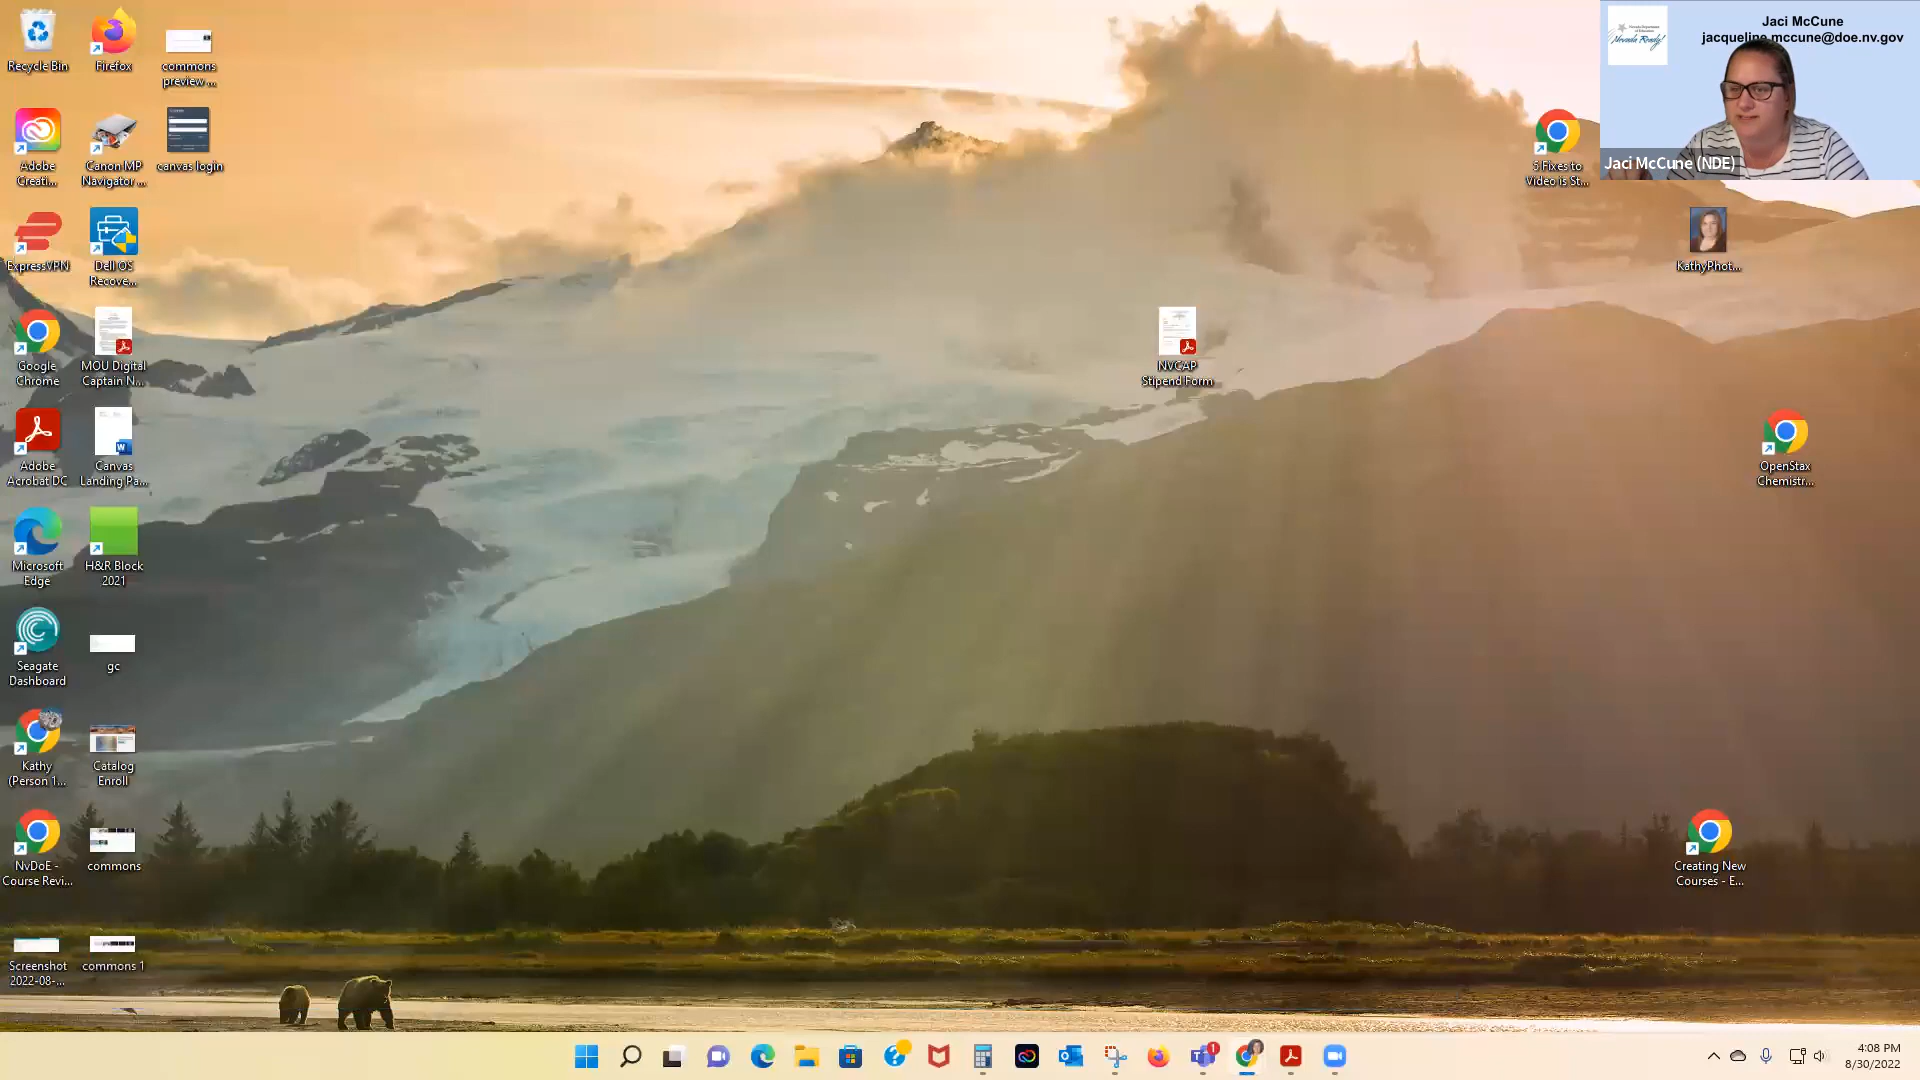 Recycle Bin
Firefox
commons
preview ...
Adobe
Creati...
Canon MP
Navigator ...
canvas login
ExpressVPN
Dell OS
Recove...
Google
Chrome
MOU Digital
Captain N...
Adobe
Acrobat DC
Canvas
Landing Pa...
Microsoft
Edge
H&R Block
2021
Seagate
Dashboard
gc
Kathy
(Person 1...
Catalog
Enroll
NvDoE -
Course Revi...
commons
Screenshot
2022-08-...
commons 1
NVCAP
Stipend Form
5 Fixes to
Video is St...
Jaci McCune
jacqueline.mccune@doe.nv.gov
Nevada Ready!
Jaci McCune (NDE)
KathyPhot...
OpenStax
Chemistr...
Creating New
Courses - E...
1
4:08 PM
8/30/2022